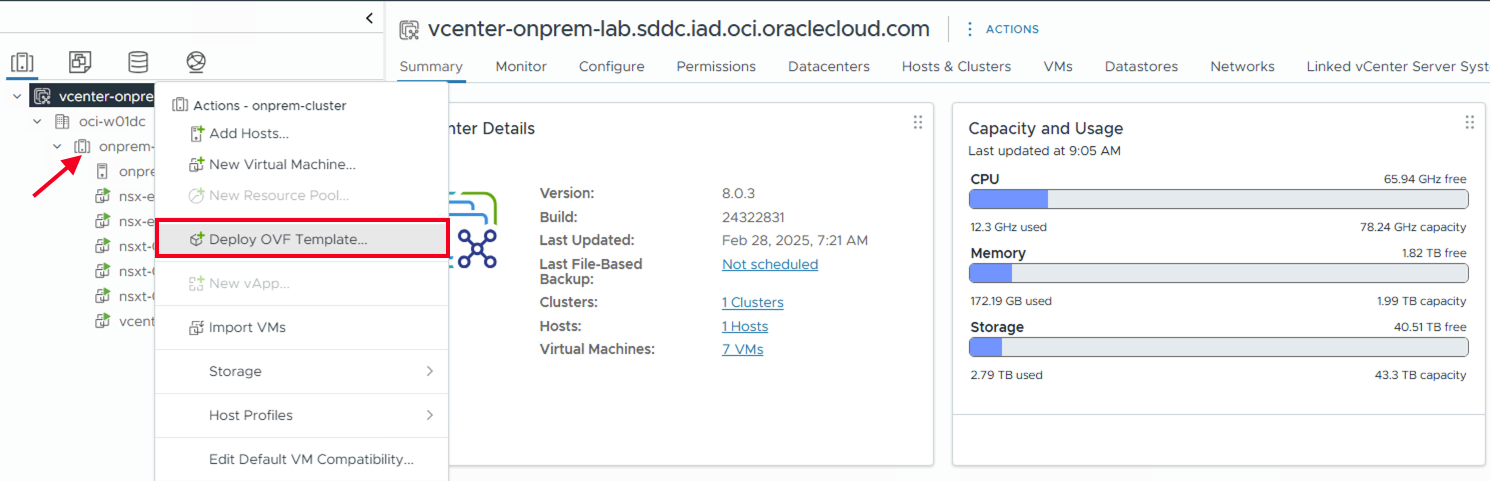 vcenter-onprem-lab.sddc.iad.oci.oraclecloud.com
ACTIONS
Summary
Monitor
Configure
Permissions
Datacenters
Hosts & Clusters
VMs
Datastores
Networks
Linked vCenter Server Syst
vcenter-onpre
oci-w01dc
onprem-
onpre
nsx-e
nsx-e
nsxt-0
nsxt-0
nsxt-0
vcent
Actions - onprem-cluster
Add Hosts...
New Virtual Machine...
New Resource Pool...
Deploy OVF Template...
New vApp...
Import VMs
Storage
Host Profiles
Edit Default VM Compatibility...
nter Details
Version: 8.0.3
Build: 24322831
Last Updated: Feb 28, 2025, 7:21 AM
Last File-Based Not scheduled
Backup:
Clusters: 1 Clusters
Hosts: 1 Hosts
Virtual Machines: 7 VMs
Capacity and Usage
Last updated at 9:05 AM
CPU 65.94 GHz free
12.3 GHz used 78.24 GHz capacity
Memory 1.82 TB free
172.19 GB used 1.99 TB capacity
Storage 40.51 TB free
2.79 TB used 43.3 TB capacity